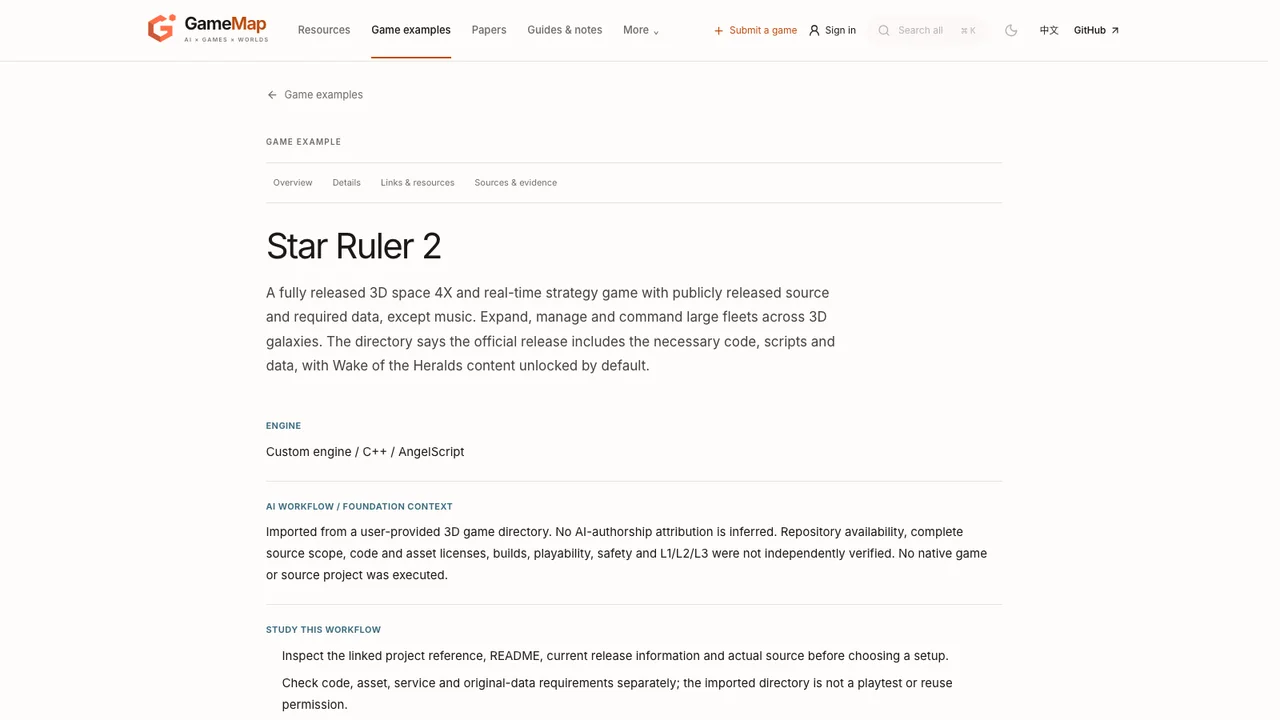 GameMap
AI × GAMES × WORLDS
Resources
Game examples
Papers
Guides & notes
More
+ Submit a game
Sign in
Search all
⌘ K
中文
GitHub ↗
← Game examples
GAME EXAMPLE
Overview
Details
Links & resources
Sources & evidence
Star Ruler 2
A fully released 3D space 4X and real-time strategy game with publicly released source
and required data, except music. Expand, manage and command large fleets across 3D
galaxies. The directory says the official release includes the necessary code, scripts and
data, with Wake of the Heralds content unlocked by default.
ENGINE
Custom engine / C++ / AngelScript
AI WORKFLOW / FOUNDATION CONTEXT
Imported from a user-provided 3D game directory. No AI-authorship attribution is inferred. Repository availability, complete
source scope, code and asset licenses, builds, playability, safety and L1/L2/L3 were not independently verified. No native game
or source project was executed.
STUDY THIS WORKFLOW
Inspect the linked project reference, README, current release information and actual source before choosing a setup.
Check code, asset, service and original-data requirements separately; the imported directory is not a playtest or reuse
permission.